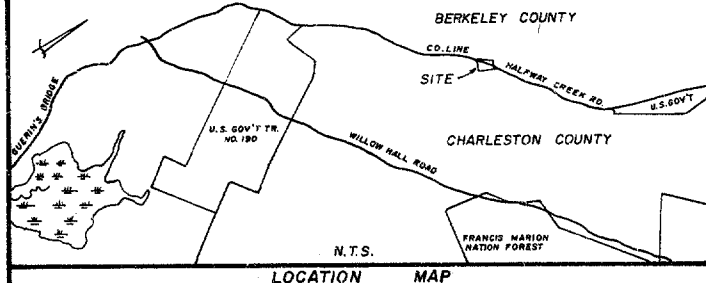 BERKELEY COUNTY
CO. LINE
HALFWAY CREEK RD.
SITE
U.S. GOV'T
GUERIN'S BRIDGE
U.S. GOV'T TR.
NO. 190
WILLOW HALL ROAD
CHARLESTON COUNTY
FRANCIS MARION
NATION FOREST
N.T.S.
LOCATION MAP